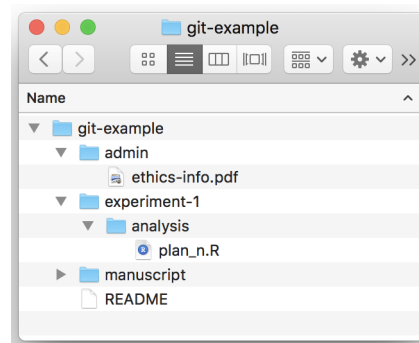 git-example
Name
git-example
admin
ethics-info.pdf
experiment-1
analysis
plan_n.R
manuscript
README